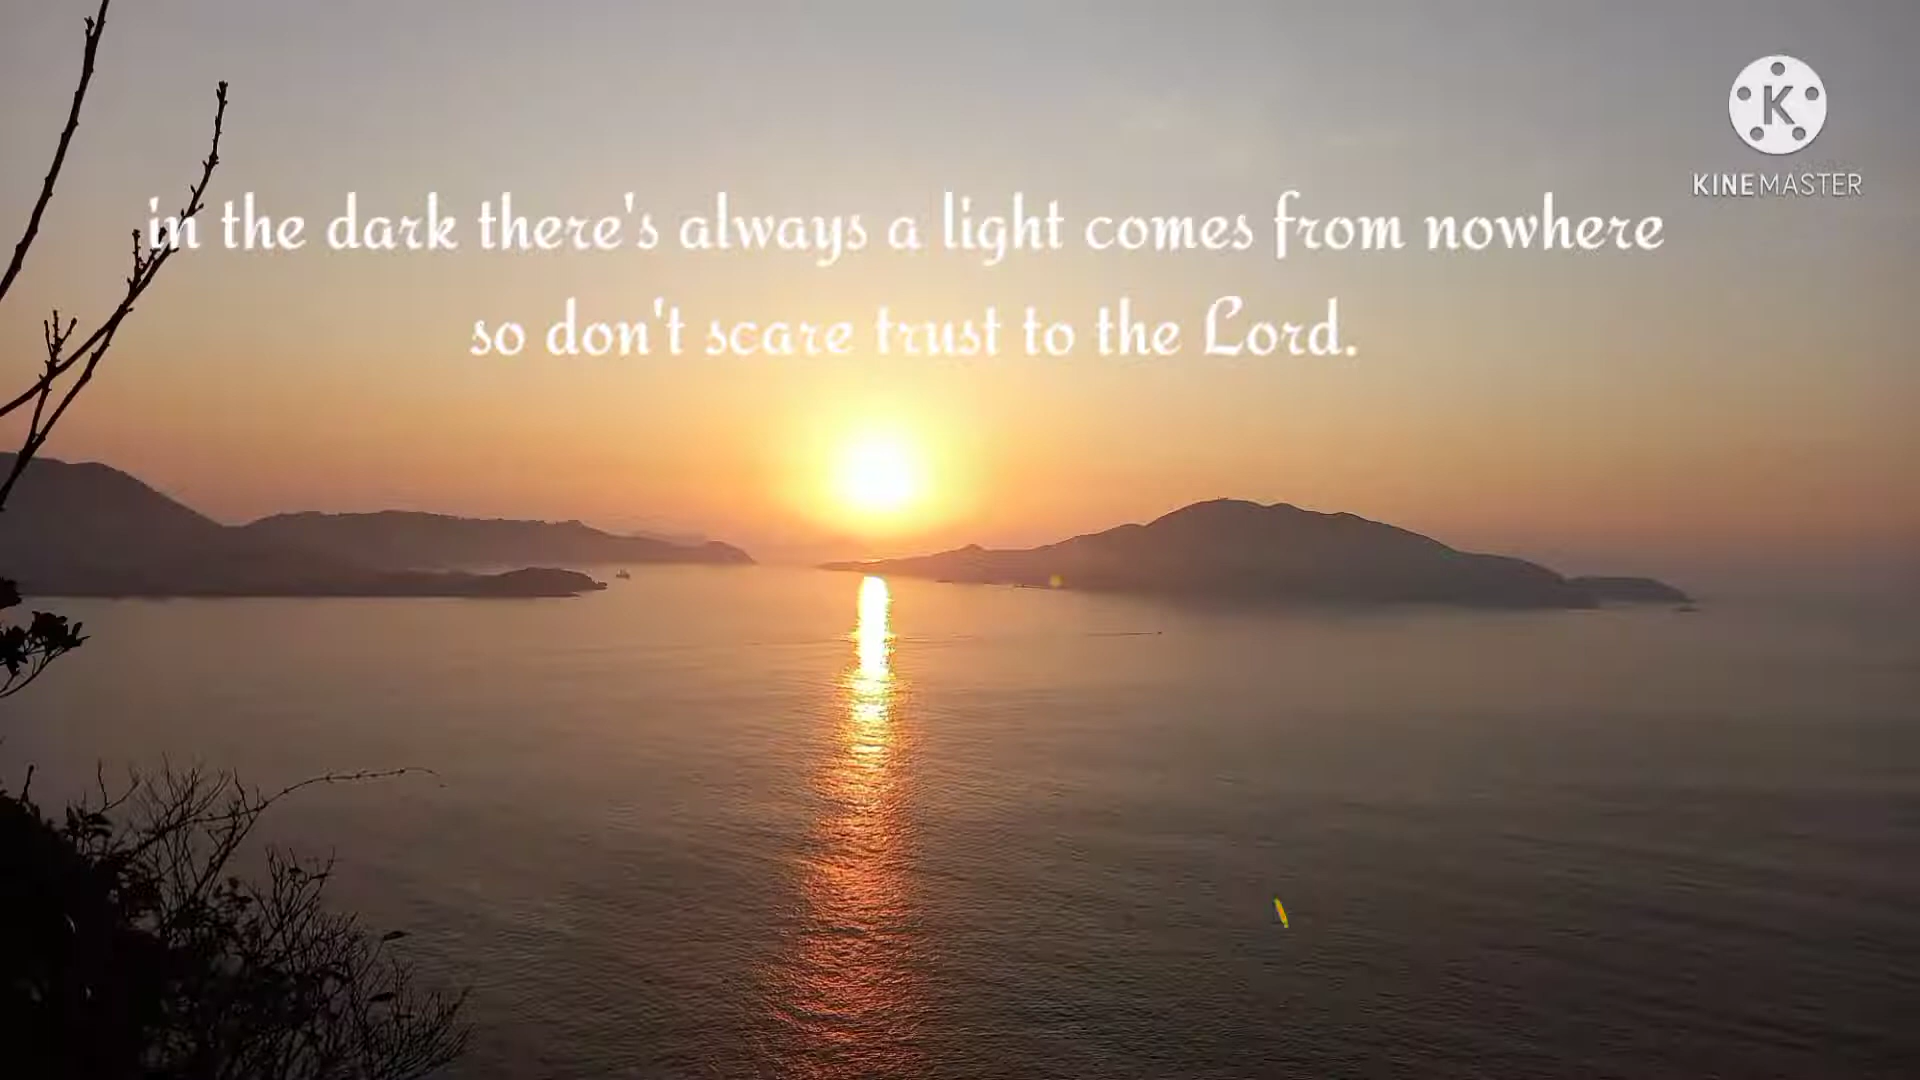 KINEMASTER
in the dark there's always a light comes from nowhere
so don't scare trust to the Lord.